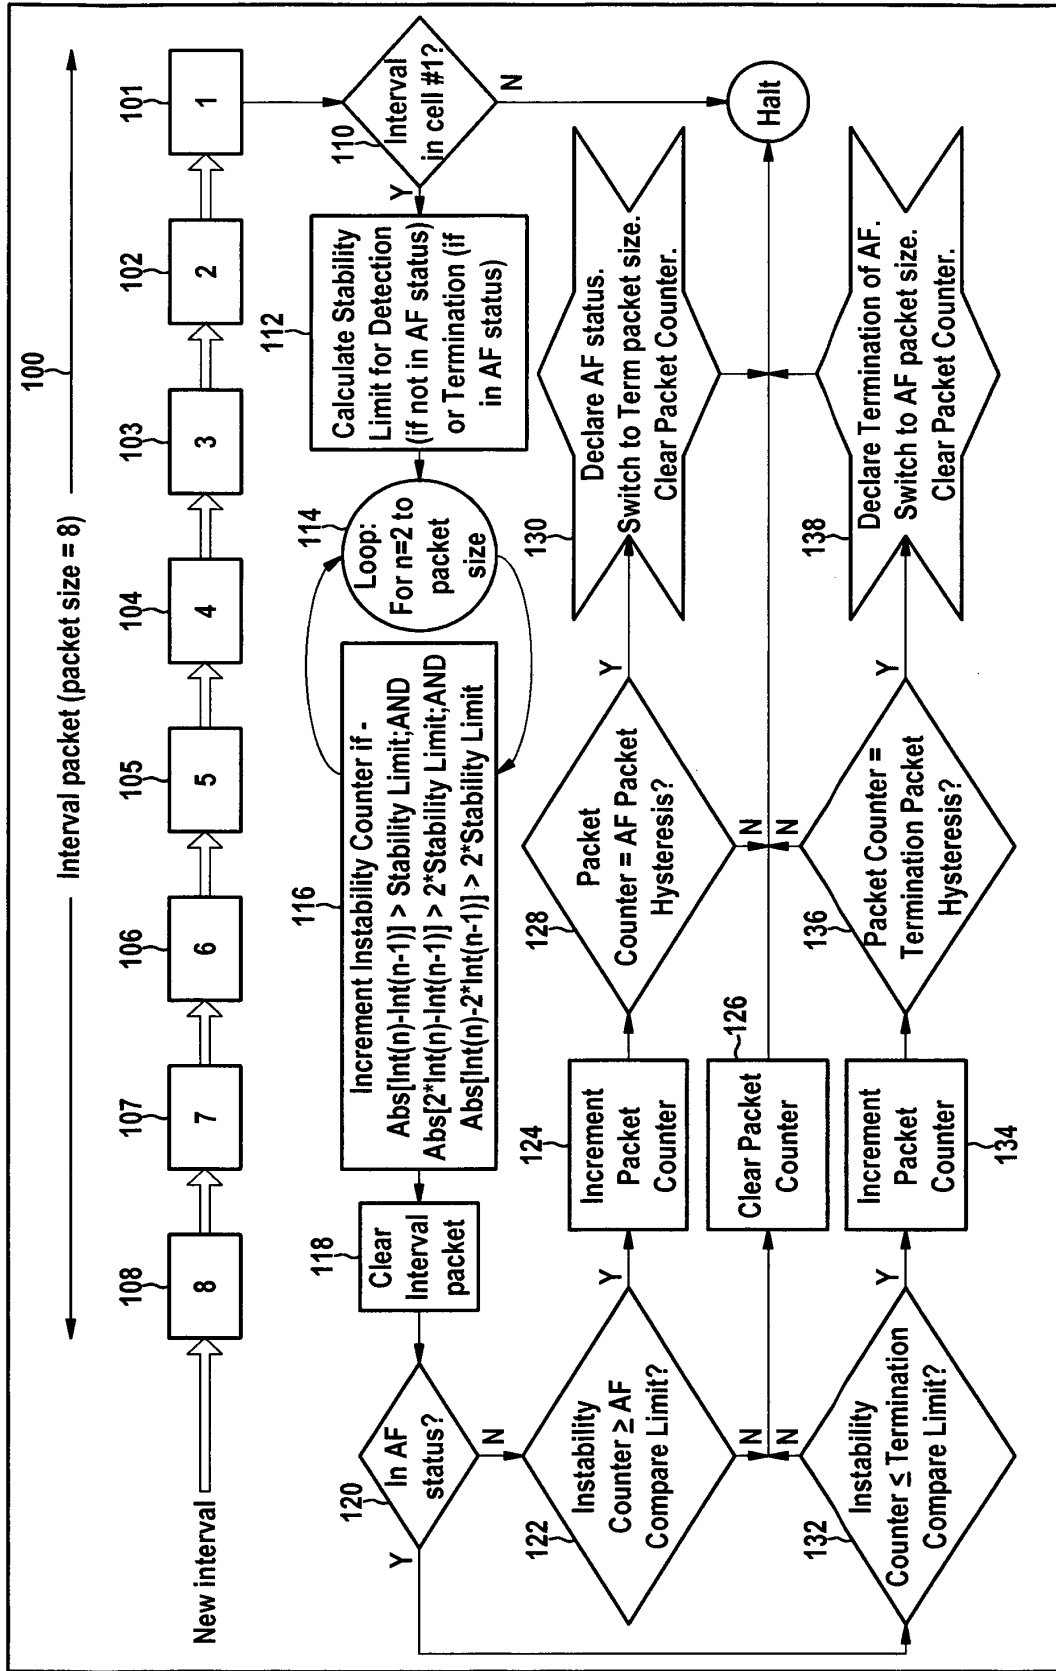 Interval packet (packet size = 8)
100
108
107
106
105
104
103
102
101
New interval
8
7
6
5
4
3
2
1
110
Interval
in cell #1?
Y
N
112
Calculate Stability
Limit for Detection
(if not in AF status)
or Termination (if
in AF status)
114
Loop:
For n=2 to
packet
size
116
Increment Instability Counter if -
Abs[Int(n)-Int(n-1)] > Stability Limit;AND
Abs[2*Int(n)-Int(n-1)] > 2*Stability Limit;AND
Abs[Int(n)-2*Int(n-1)] > 2*Stability Limit
118
Clear
Interval
packet
120
In AF
status?
Y
N
122
Instability
Counter ≥ AF
Compare Limit?
Y
N
124
Increment
Packet
Counter
128
Packet
Counter = AF Packet
Hysteresis?
Y
N
130
Declare AF status.
Switch to Term packet size.
Clear Packet Counter.
126
Clear Packet
Counter
Halt
132
Instability
Counter ≤ Termination
Compare Limit?
N
Y
134
Increment
Packet
Counter
136
Packet Counter =
Termination Packet
Hysteresis?
N
Y
138
Declare Termination of AF.
Switch to AF packet size.
Clear Packet Counter.